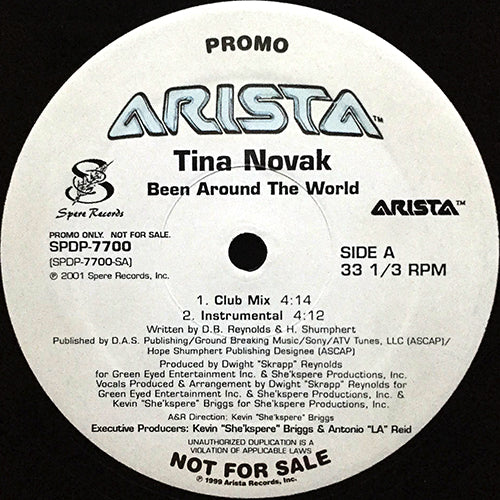 PROMO
ARISTA™
Tina Novak
Been Around The World
Spere Records
ARISTA™
PROMO ONLY. NOT FOR SALE.
SPDP-7700
(SPDP-7700-SA)
℗ 2001 Spere Records, Inc.
SIDE A
33 1/3 RPM
1. Club Mix 4:14
2. Instrumental 4:12
Written by D.B. Reynolds & H. Shumphert
Published by D.A.S. Publishing/Ground Breaking Music/Sony/ATV Tunes, LLC (ASCAP)/
Hope Shumphert Publishing Designee (ASCAP)
Produced by Dwight "Skrapp" Reynolds
for Green Eyed Entertainment Inc. & She'kspere Productions, Inc.
Vocals Produced & Arrangement by Dwight "Skrapp" Reynolds for
Green Eyed Entertainment Inc. &
Kevin "She'kspere" Briggs for She'kspere Productions, Inc.
A&R Direction: Kevin "She'kspere" Briggs
Executive Producers: Kevin "She'kspere" Briggs & Antonio "LA" Reid
UNAUTHORIZED DUPLICATION IS A
VIOLATION OF APPLICABLE LAWS
NOT FOR SALE
℗ 1999 Arista Records, Inc.